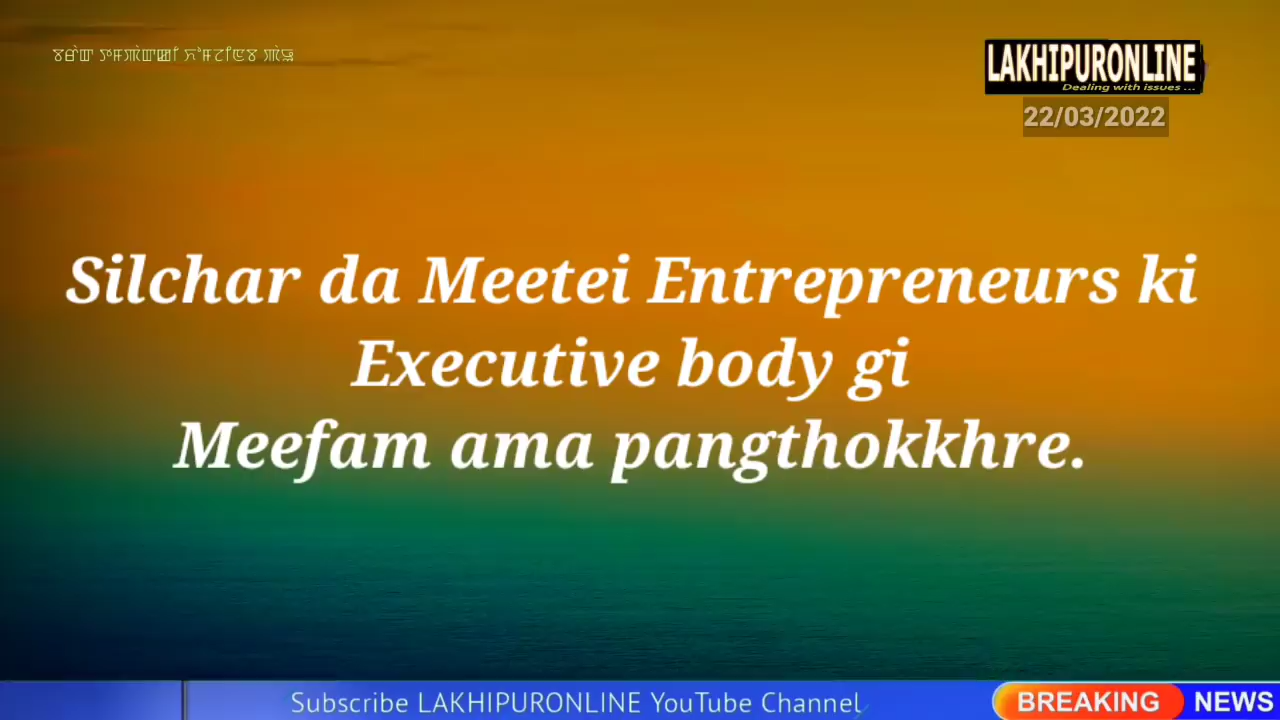 LAKHIPURONLINE
Dealing with issues ...
22/03/2022
Silchar da Meetei Entrepreneurs ki
Executive body gi
Meefam ama pangthokkhre.
Subscribe LAKHIPURONLINE YouTube Channel
BREAKING NEWS